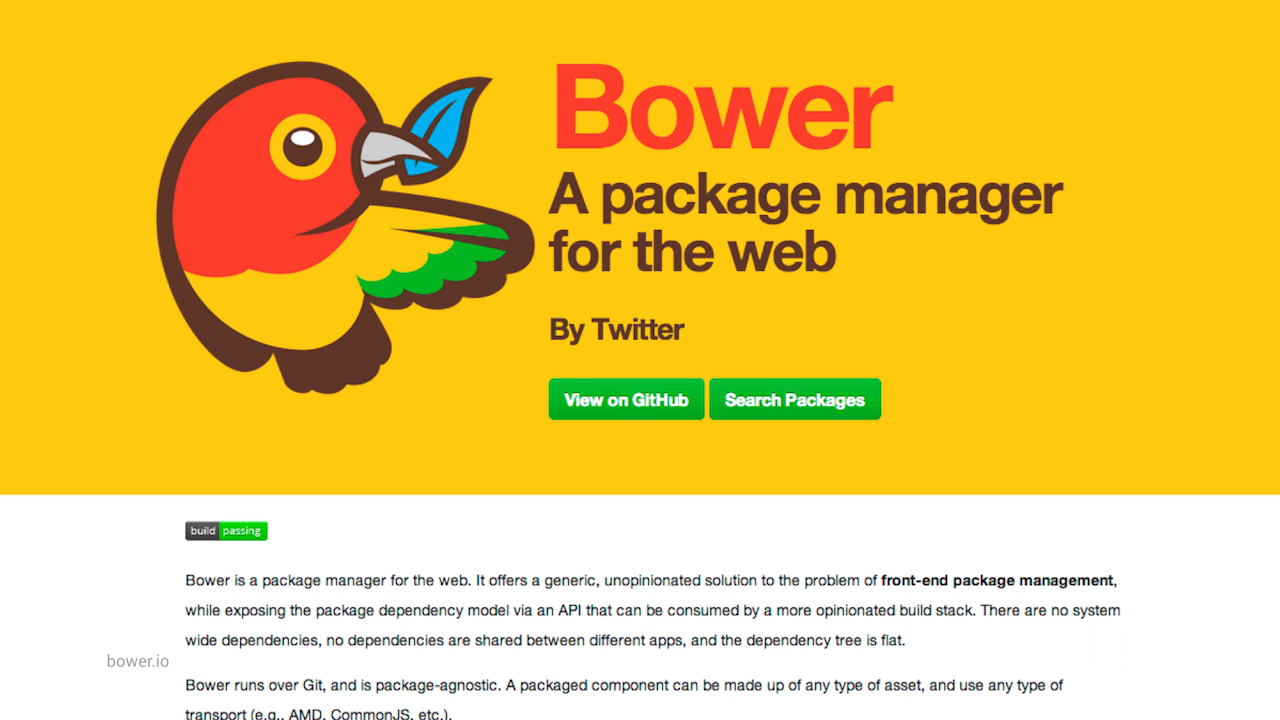 Bower
A package manager
for the web
By Twitter
View on GitHub Search Packages
build passing
Bower is a package manager for the web. It offers a generic, unopinionated solution to the problem of front-end package management,
while exposing the package dependency model via an API that can be consumed by a more opinionated build stack. There are no system
wide dependencies, no dependencies are shared between different apps, and the dependency tree is flat.
bower.io
Bower runs over Git, and is package-agnostic. A packaged component can be made up of any type of asset, and use any type of
transport (e.g., AMD, CommonJS, etc.).